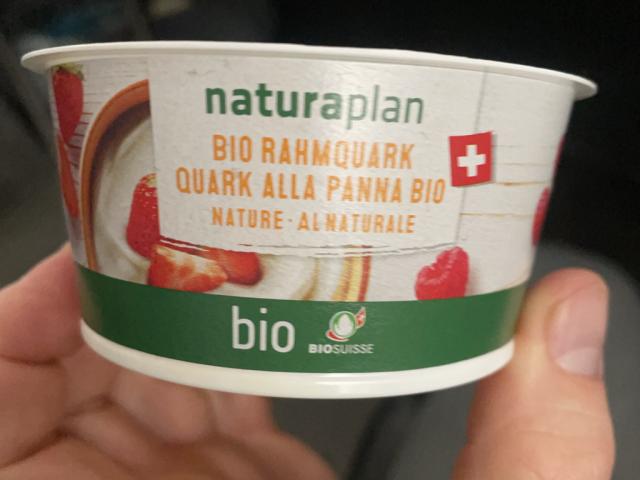 naturaplan
BIO RAHMQUARK
QUARK ALLA PANNA BIO
NATURE · AL NATURALE
bio
BIOSUISSE